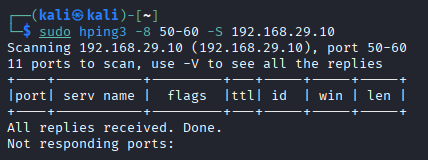 ┌──(kali㉿kali)-[~]
└─$ sudo hping3 -8 50-60 -S 192.168.29.10
Scanning 192.168.29.10 (192.168.29.10), port 50-60
11 ports to scan, use -V to see all the replies
+----+-----------+---------+---+-----+-----+-----+
|port| serv name |  flags  |ttl| id  | win | len |
+----+-----------+---------+---+-----+-----+-----+
All replies received. Done.
Not responding ports: